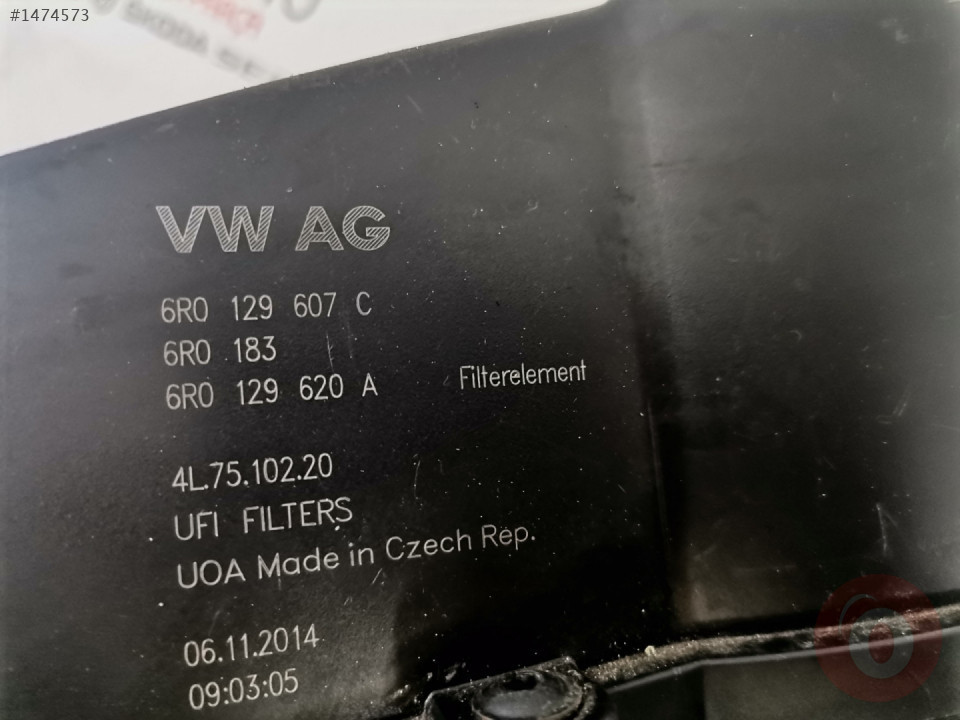 #1474573
VW AG
6R0 129 607 C
6R0 183
6R0 129 620 A Filterelement
4L.75.102.20
UFI FILTERS
UOA Made in Czech Rep.
06.11.2014
09:03:05